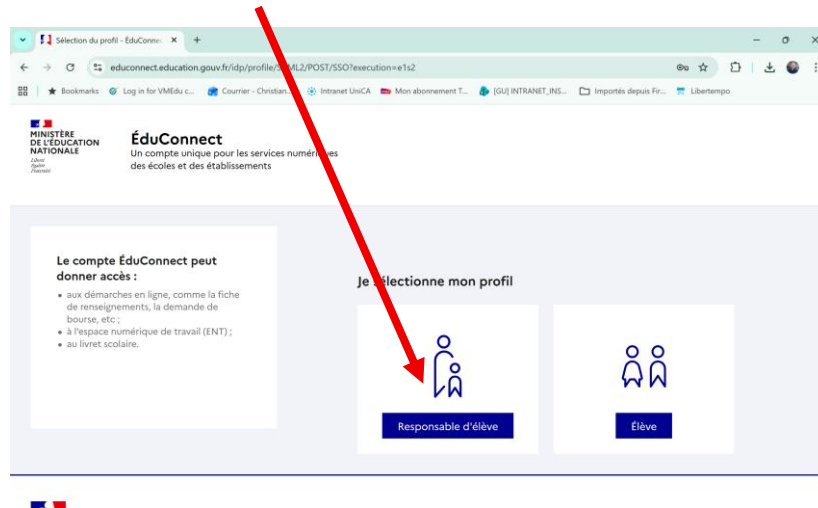 Sélection du profil - ÉduConne
educonnect.education.gouv.fr/idp/profile/ ML2/POST/SSO?execution=e1s2
Bookmarks Log in for VMEdu c... Courrier - Christian... Intranet UniCA Mon abonnement T... [GU] INTRANET_INS... Importés depuis Fir... Libertempo
MINISTÈRE
DE L'ÉDUCATION
NATIONALE
Liberté
Égalité
Fraternité
ÉduConnect
Un compte unique pour les services numériques
des écoles et des établissements
Le compte ÉduConnect peut
donner accès :
• aux démarches en ligne, comme la fiche
de renseignements, la demande de
bourse, etc ;
• à l'espace numérique de travail (ENT) ;
• au livret scolaire.
Je sélectionne mon profil
Responsable d'élève
Élève